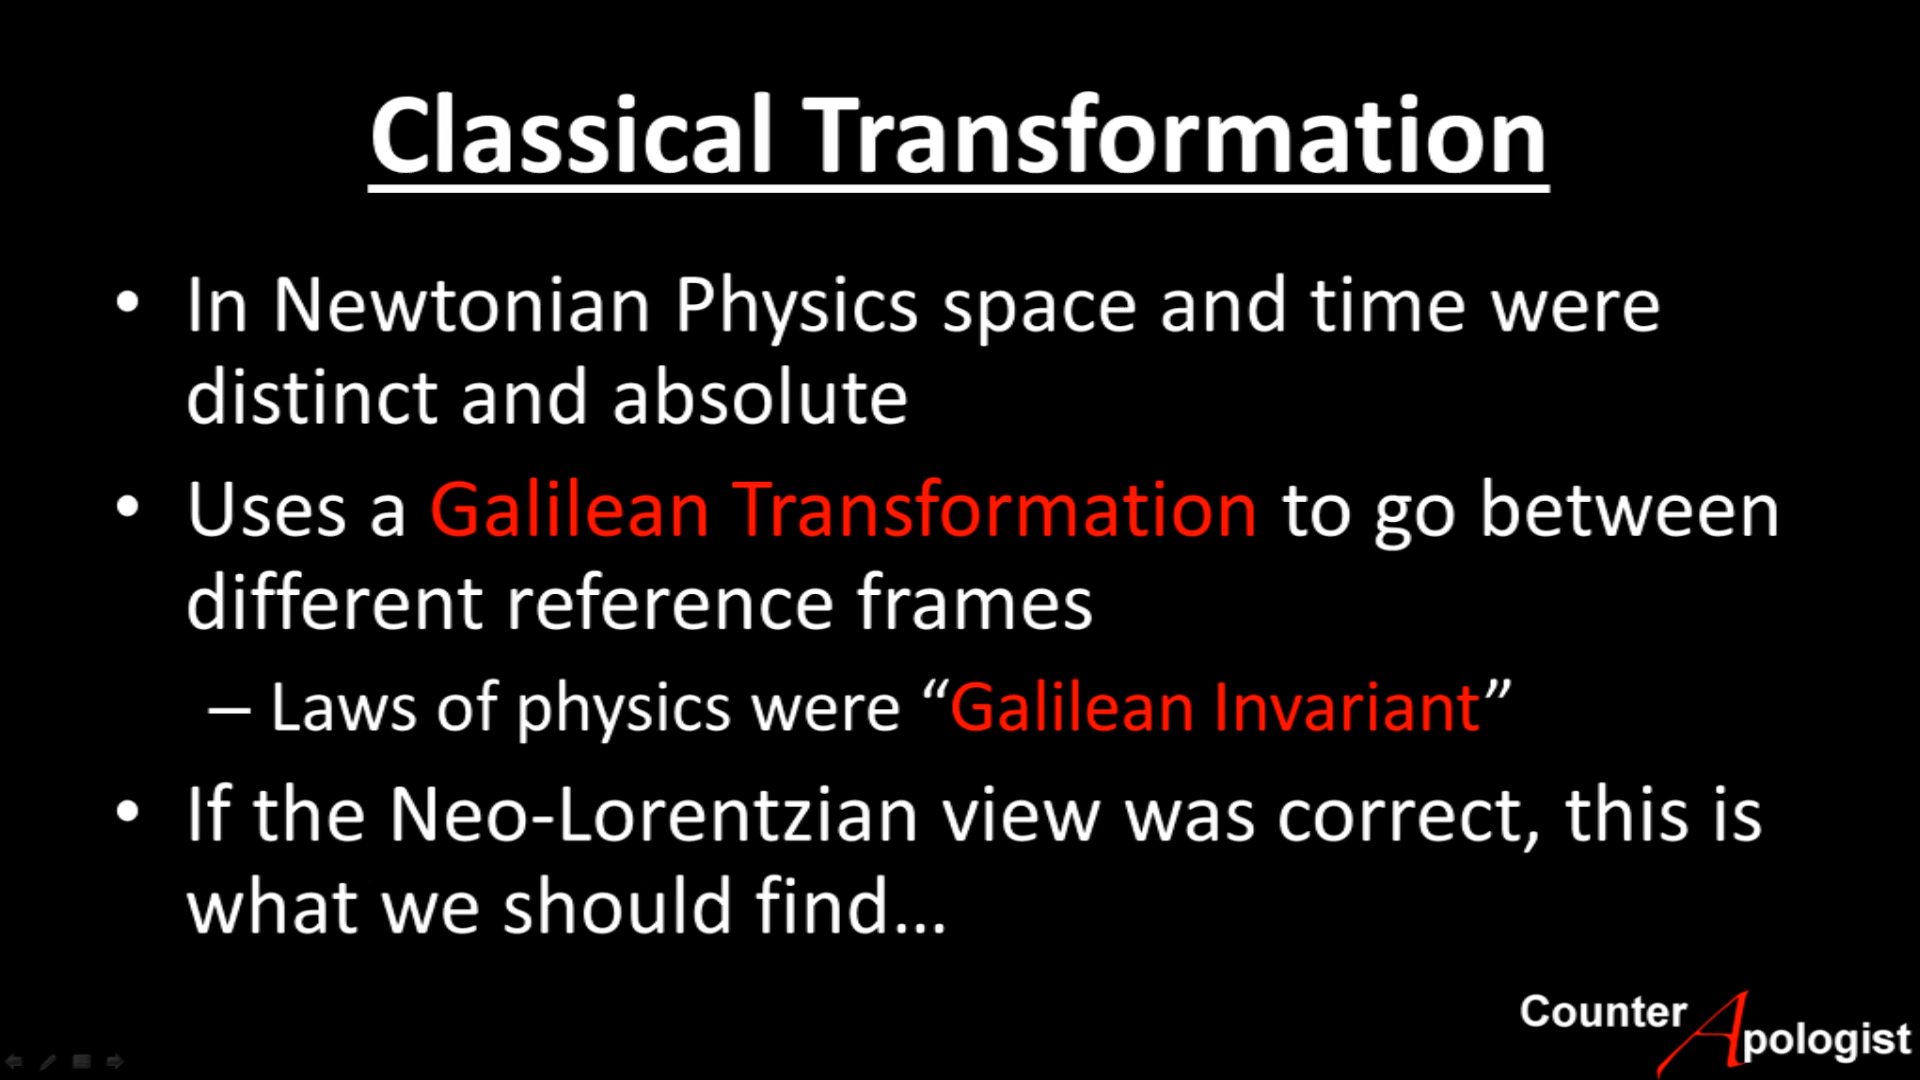 Classical Transformation
• In Newtonian Physics space and time were
distinct and absolute
• Uses a Galilean Transformation to go between
different reference frames
– Laws of physics were “Galilean Invariant”
• If the Neo-Lorentzian view was correct, this is
what we should find...
Counter
Apologist